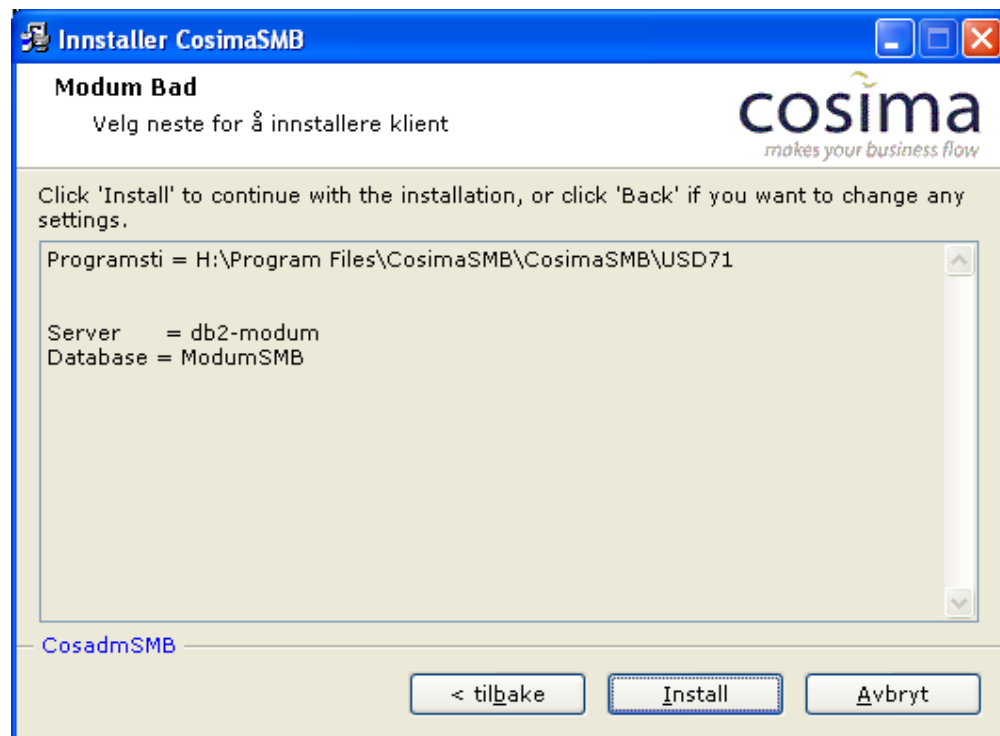 Innstaller CosimaSMB
Modum Bad
Velg neste for å innstallere klient
cosima
makes your business flow
Click 'Install' to continue with the installation, or click 'Back' if you want to change any
settings.
Programsti = H:\Program Files\CosimaSMB\CosimaSMB\USD71
Server = db2-modum
Database = ModumSMB
CosadmSMB
< tilbake
Install
Avbryt